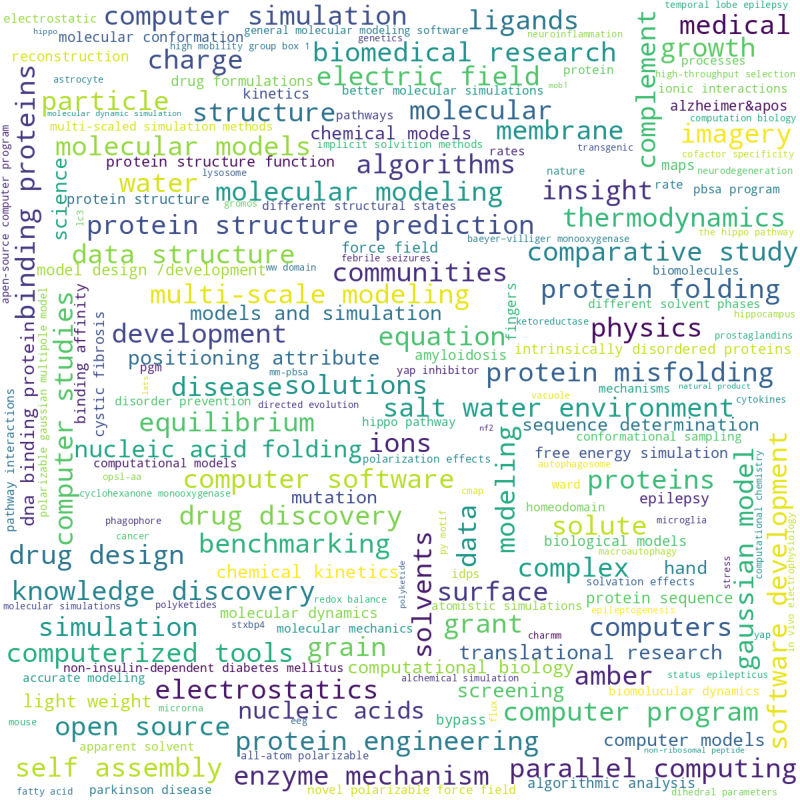 electrostatic
computer simulation
ligands
temporal lobe epilepsy
medical
hippo
molecular conformation
high mobility group box 1
general molecular modeling software
genetics
neuroinflammation
reconstruction
charge
biomedical research
growth
processes
astrocyte
drug formulations
electric field
protein
high-throughput selection
particle
kinetics
better molecular simulations
mob1
ionic interactions
complement
molecular dynamic simulation
structure
pathways
molecular
alzheimer&apos
computation biology
multi-scaled simulation methods
chemical models
membrane
transgenic
imagery
molecular models
implicit solvition methods
rates
cofactor specificity
binding proteins
apen-source computer program
science
protein structure function
lysosome
algorithms
nature
maps
neurodegeneration
water
molecular modeling
insight
rate
pbsa program
protein structure
gromos
different structural states
lc3
protein structure prediction
thermodynamics
the hippo pathway
data structure
force field
baeyer-villiger monooxygenase
comparative study
model design /development
ww domain
febrile seizures
communities
biomolecules
protein folding
multi-scale modeling
fingers
different solvent phases
models and simulation
ketoreductase
hippocampus
development
equation
physics
prostaglandins
dna binding protein
polarizable gaussian multipole model
computer studies
binding affinity
cystic fibrosis
positioning attribute
amyloidosis
intrinsically disordered proteins
pgm
mm-pbsa
yap inhibitor
protein misfolding
lats
disease
solutions
mechanisms
natural product
disorder prevention
directed evolution
salt water environment
vacuole
cytokines
equilibrium
hippo pathway
nf2
sequence determination
pathway interactions
nucleic acid folding
ions
conformational sampling
computational models
polarization effects
modeling
free energy simulation
opsl-aa
computer software
autophagosome
ward
proteins
gaussian model
computational chemistry
software development
in vivo electrophysiology
cyclohexanone monooxygenase
mutation
cmap
epilepsy
phagophore
drug discovery
data
homeodomain
solute
microglia
cancer
benchmarking
py motif
biological models
macroautophagy
drug design
solvents
idps
complex
hand
stress
chemical kinetics
polyketide
solvation effects
knowledge discovery
redox balance
surface
protein sequence
molecular simulations
polyketides
molecular dynamics
atomistic simulations
epileptogenesis
simulation
stxbp4
molecular mechanics
grant
computers
yap
computerized tools
grain
charmm
translational research
non-insulin-dependent diabetes mellitus
computational biology
amber
status epilepticus
accurate modeling
electrostatics
alchemical simulation
screening
biomolucular dynamics
light weight
microrna
nucleic acids
flux
computer program
mouse
open source
eeg
bypass
apparent solvent
protein engineering
computer models
non-ribosomal peptide
self assembly
all-atom polarizable
enzyme mechanism
parallel computing
fatty acid
parkinson disease
novel polarizable force field
algorithmic analysis
dihedral parameters